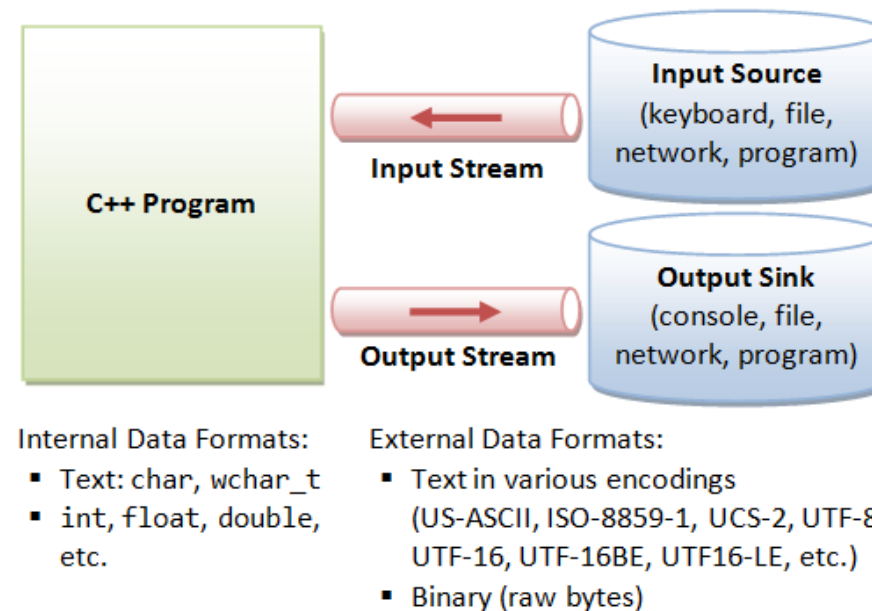 C++ Program
Input Stream
Input Source
(keyboard, file,
network, program)
Output Stream
Output Sink
(console, file,
network, program)
Internal Data Formats:
▪ Text: char, wchar_t
▪ int, float, double,
etc.
External Data Formats:
▪ Text in various encodings
(US-ASCII, ISO-8859-1, UCS-2, UTF-8
UTF-16, UTF-16BE, UTF16-LE, etc.)
▪ Binary (raw bytes)